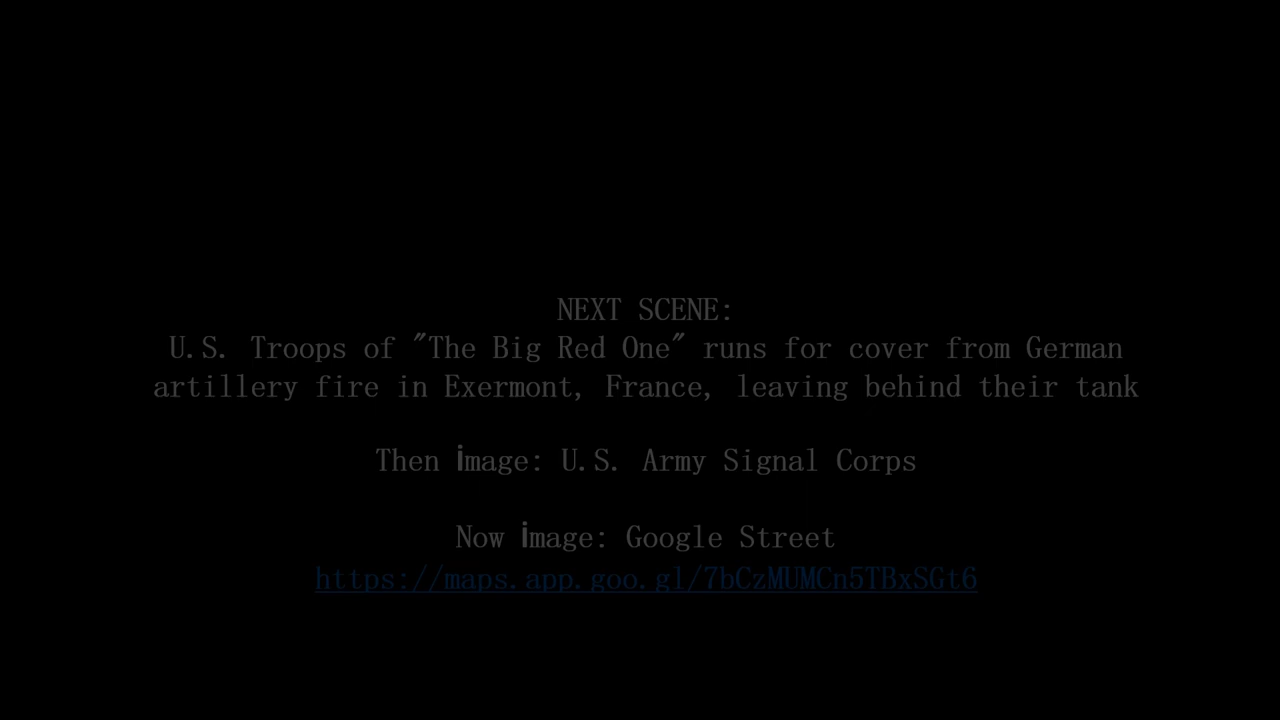 NEXT SCENE:
U.S. Troops of "The Big Red One" runs for cover from German
artillery fire in Exermont, France, leaving behind their tank
Then image: U.S. Army Signal Corps
Now image: Google Street
https://maps.app.goo.gl/7bCzMUMCn5TBxSGt6